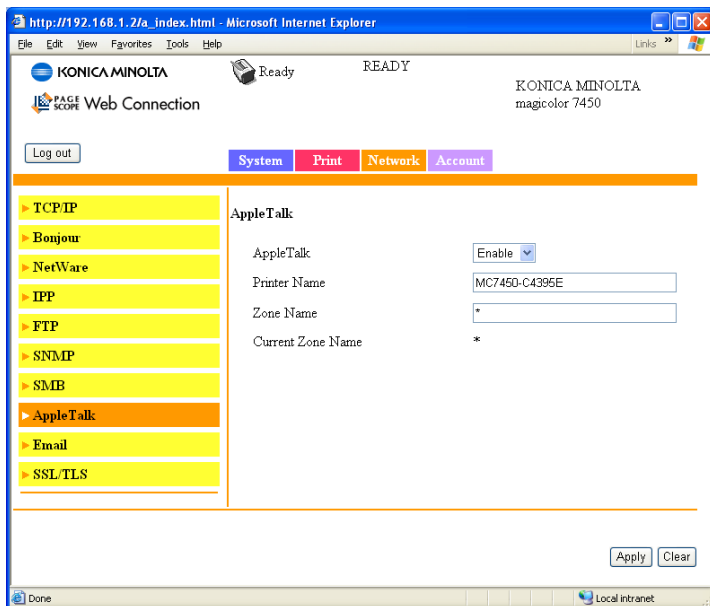 http://192.168.1.2/a_index.html - Microsoft Internet Explorer
File Edit View Favorites Tools Help Links »
KONICA MINOLTA Ready READY
KONICA MINOLTA
magicolor 7450
PAGE SCOPE Web Connection
Log out
System Print Network Account
TCP/IP
Bonjour
NetWare
IPP
FTP
SNMP
SMB
AppleTalk
Email
SSL/TLS
AppleTalk
AppleTalk Enable
Printer Name MC7450-C4395E
Zone Name *
Current Zone Name *
Apply Clear
Done Local intranet